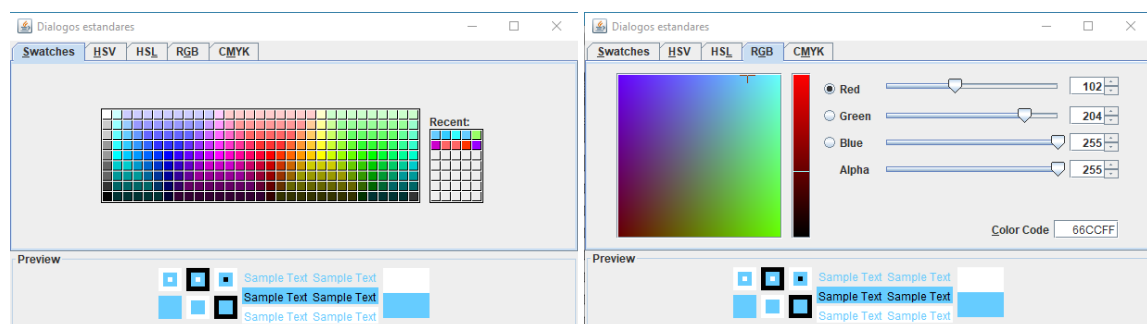 Dialogos estandares
Swatches HSV HSL RGB CMYK
Recent:
Preview
Sample Text Sample Text
Sample Text Sample Text
Sample Text Sample Text
Dialogos estandares
Swatches HSV HSL RGB CMYK
Red 102
Green 204
Blue 255
Alpha 255
Color Code 66CCFF
Preview
Sample Text Sample Text
Sample Text Sample Text
Sample Text Sample Text